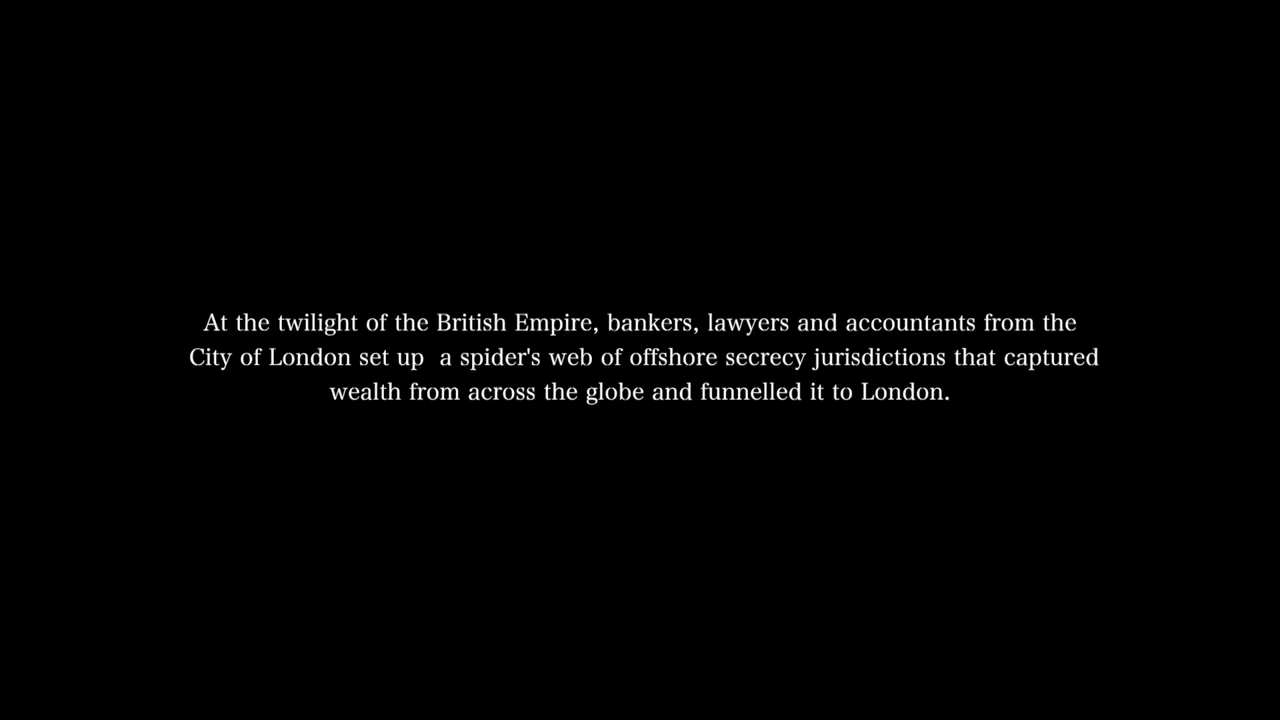 At the twilight of the British Empire, bankers, lawyers and accountants from the
City of London set up  a spider's web of offshore secrecy jurisdictions that captured
wealth from across the globe and funnelled it to London.